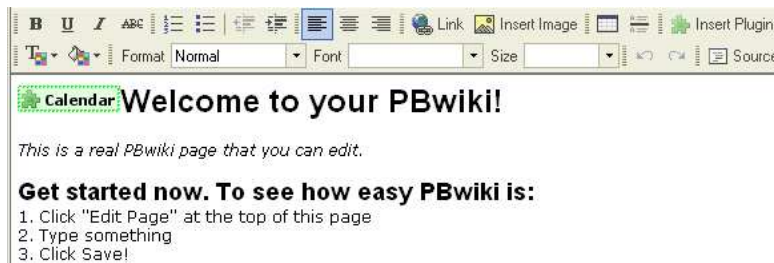 B U I ABC Link Insert Image Insert Plugin
T Format Normal Font Size Source
Calendar Welcome to your PBwiki!
This is a real PBwiki page that you can edit.
Get started now. To see how easy PBwiki is:
1. Click "Edit Page" at the top of this page
2. Type something
3. Click Save!